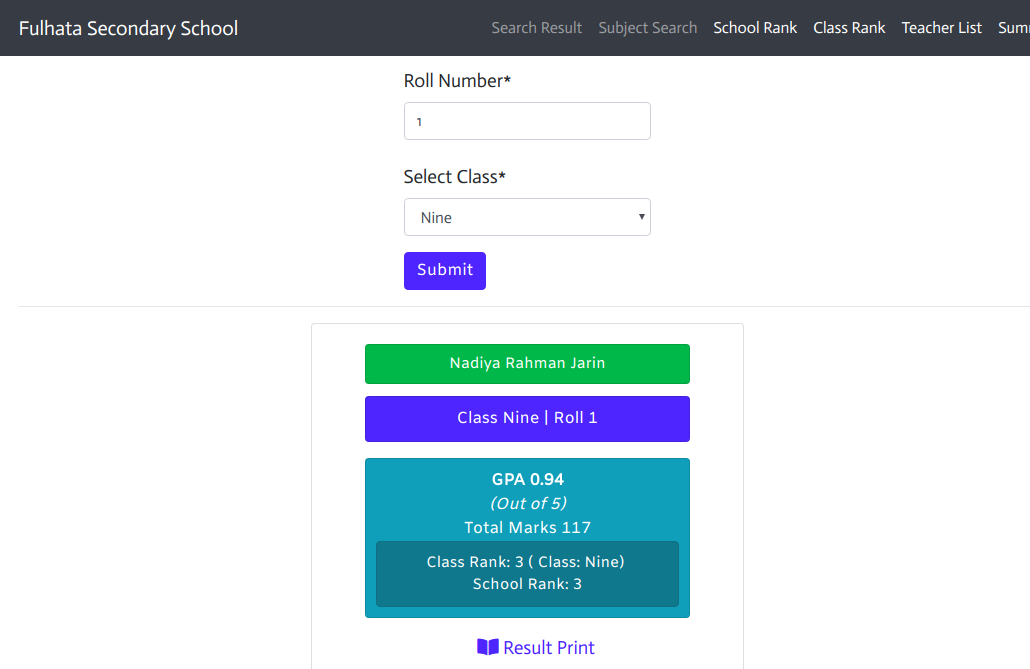 Fulhata Secondary School
Search Result Subject Search School Rank Class Rank Teacher List
Roll Number*
1
Select Class*
Nine
Submit
Nadiya Rahman Jarin
Class Nine | Roll 1
GPA 0.94
(Out of 5)
Total Marks 117
Class Rank: 3 ( Class: Nine)
School Rank: 3
Result Print